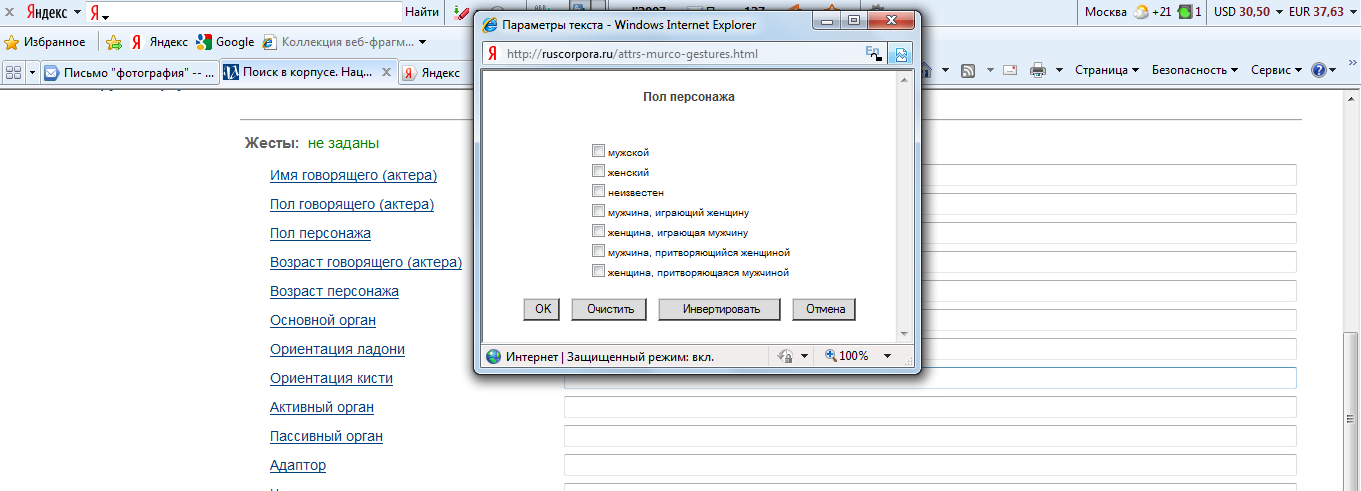 Яндекс
Найти
Москва +21 1 USD 30,50 EUR 37,63
Избранное Яндекс Google Коллекция веб-фрагм...
Письмо "фотография" -- ... Поиск в корпусе. Нац... Яндекс
Страница Безопасность Сервис
Параметры текста - Windows Internet Explorer
http://ruscorpora.ru/attrs-murco-gestures.html
Пол персонажа
мужской
женский
неизвестен
мужчина, играющий женщину
женщина, играющая мужчину
мужчина, притворяющийся женщиной
женщина, притворяющаяся мужчиной
OK Очистить Инвертировать Отмена
Интернет | Защищенный режим: вкл. 100%
Жесты: не заданы
Имя говорящего (актера)
Пол говорящего (актера)
Пол персонажа
Возраст говорящего (актера)
Возраст персонажа
Основной орган
Ориентация ладони
Ориентация кисти
Активный орган
Пассивный орган
Адаптор